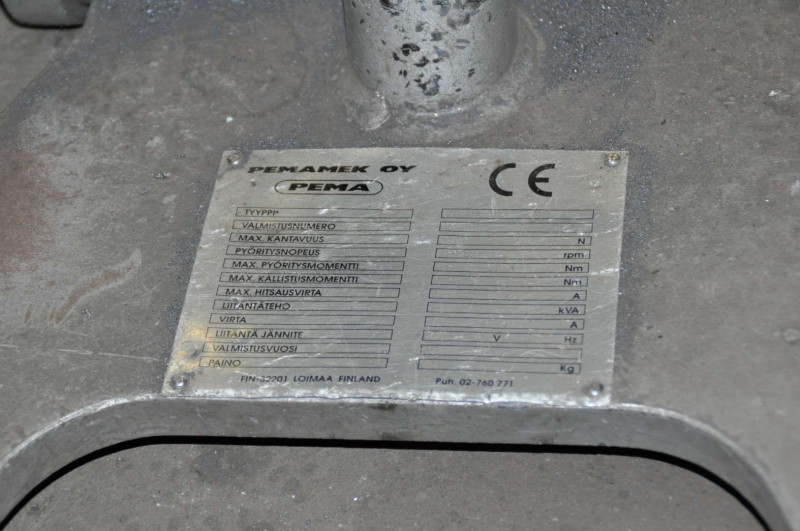 PEMAMEK OY
PEMA
CE
TYYPPI
VALMISTUSNUMERO
MAX. KANTAVUUS N
PYÖRITYSNOPEUS rpm
MAX. PYÖRITYSMOMENTTI Nm
MAX. KALLISTUSMOMENTTI Nm
MAX. HITSAUSVIRTA A
LIITÄNTÄTEHO kVA
VIRTA A
LIITÄNTÄ JÄNNITE V Hz
VALMISTUSVUOSI
PAINO Kg
FIN-32201 LOIMAA FINLAND Puh. 02-760 771